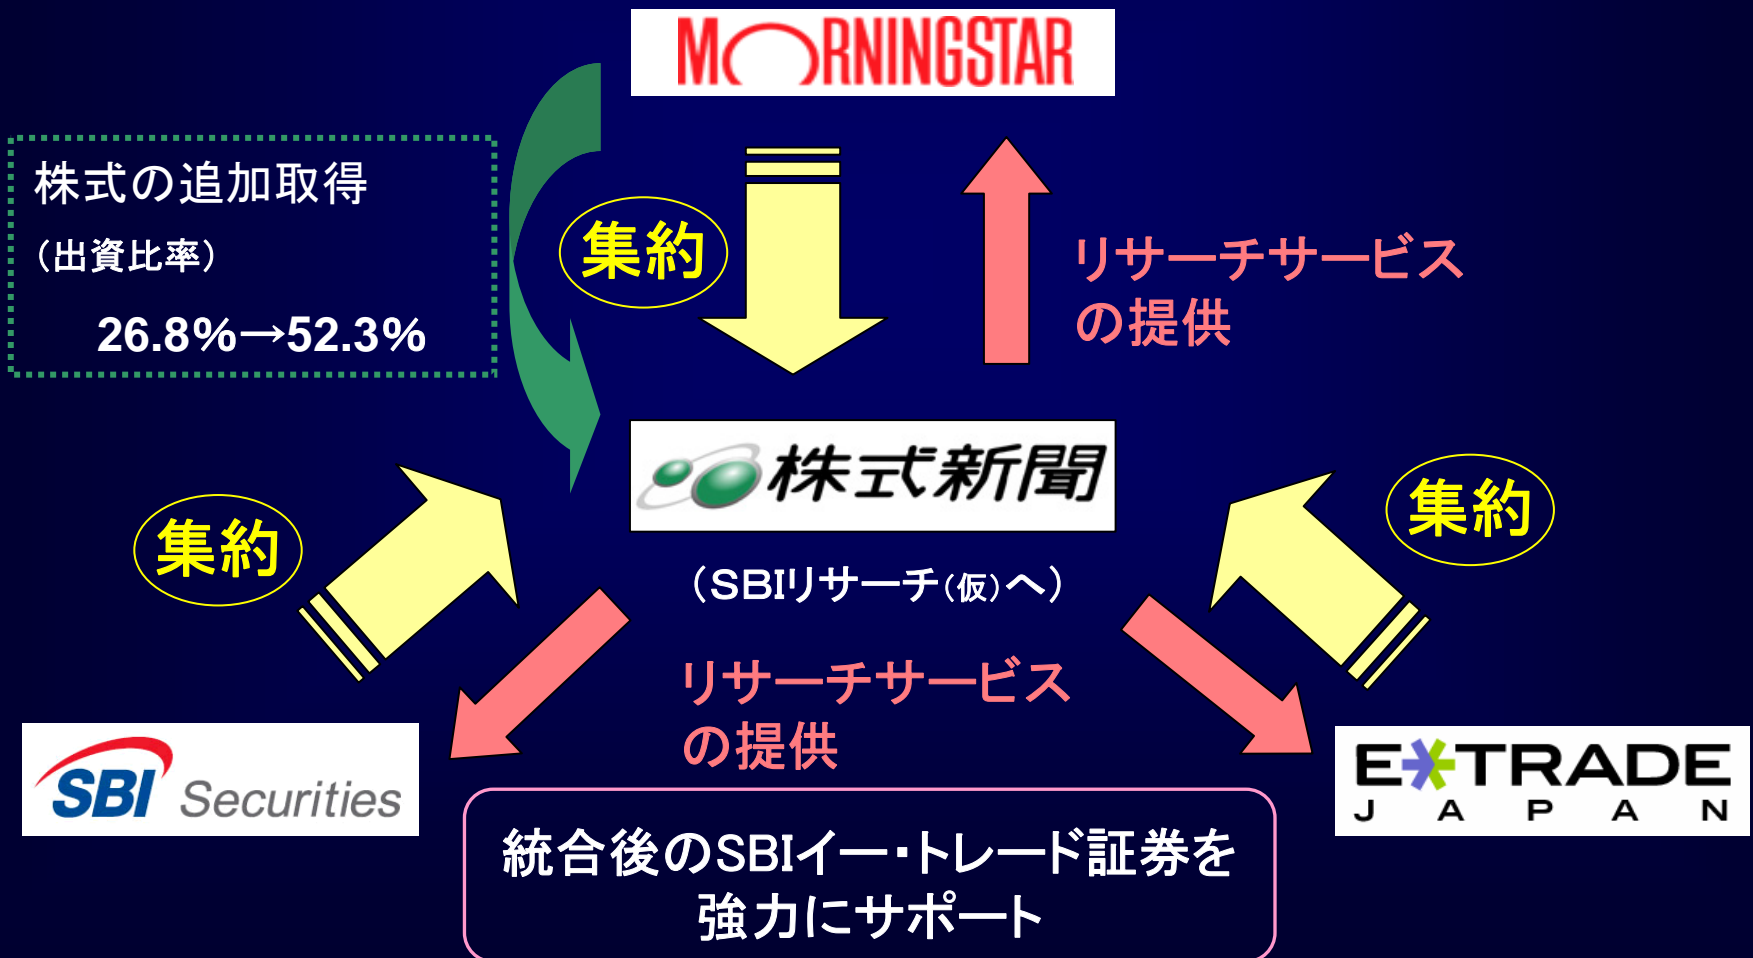 MORNINGSTAR
株式の追加取得
（出資比率）
26.8%→52.3%
集約
リサーチサービス
の提供
株式新聞
集約
集約
（SBIリサーチ（仮）へ）
リサーチサービス
の提供
SBI Securities
E*TRADE
JAPAN
統合後のSBIイー・トレード証券を
強力にサポート